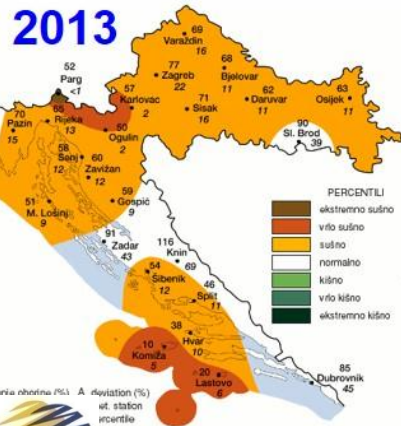 2013
69
Varaždin
16
52
Parg
<1
77
Zagreb
22
68
Bjelovar
11
70
Pazin
15
65
Rijeka
13
57
Karlovac
2
71
Sisak
16
62
Daruvar
11
63
Osijek
11
50
Ogulin
2
90
Sl. Brod
39
58
Senj
12
60
Zavižan
12
51
M. Lošinj
9
59
Gospić
9
91
Zadar
43
116
Knin
69
54
Šibenik
12
46
Split
11
38
Hvar
10
10
Komiža
5
20
Lastovo
6
85
Dubrovnik
45
PERCENTILI
ekstremno sušno
vrlo sušno
sušno
normalno
kišno
vrlo kišno
ekstremno kišno
oborine (%) A deviation (%)
et. station
percentile